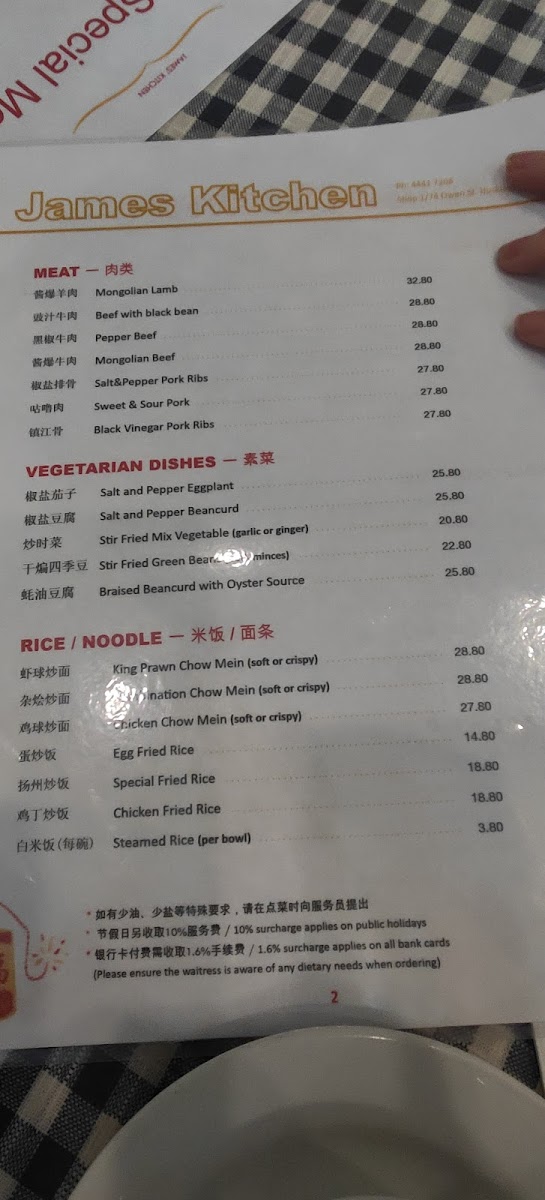 Special
JAMES' KITCHEN
James Kitchen
MEAT — 肉类
酱爆羊肉 Mongolian Lamb 32.80
豉汁牛肉 Beef with black bean 28.80
黑椒牛肉 Pepper Beef 28.80
酱爆牛肉 Mongolian Beef 28.80
椒盐排骨 Salt&Pepper Pork Ribs 27.80
咕噜肉 Sweet & Sour Pork 27.80
镇江骨 Black Vinegar Pork Ribs 27.80
VEGETARIAN DISHES — 素菜
椒盐茄子 Salt and Pepper Eggplant 25.80
椒盐豆腐 Salt and Pepper Beancurd 25.80
炒时菜 Stir Fried Mix Vegetable (garlic or ginger) 20.80
干煸四季豆 Stir Fried Green minces) 22.80
蚝油豆腐 Braised Beancurd with Oyster Source 25.80
RICE / NOODLE — 米饭 / 面条
虾球炒面 King Prawn Chow Mein (soft or crispy) 28.80
杂烩炒面 Chow Mein (soft or crispy) 28.80
鸡球炒面 Chicken Chow Mein (soft or crispy) 27.80
蛋炒饭 Egg Fried Rice 14.80
扬州炒饭 Special Fried Rice 18.80
鸡丁炒饭 Chicken Fried Rice 18.80
白米饭(每碗) Steamed Rice (per bowl) 3.80
* 如有少油、少盐等特殊要求，请在点菜时向服务员提出
* 节假日另收取10%服务费 / 10% surcharge applies on public holidays
* 银行卡付费需收取1.6%手续费 / 1.6% surcharge applies on all bank cards
(Please ensure the waitress is aware of any dietary needs when ordering)
2